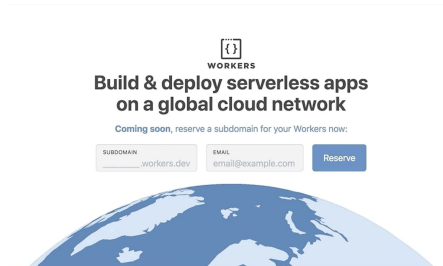 {}
WORKERS
Build & deploy serverless apps
on a global cloud network
Coming soon, reserve a subdomain for your Workers now:
SUBDOMAIN
________.workers.dev
EMAIL
email@example.com
Reserve